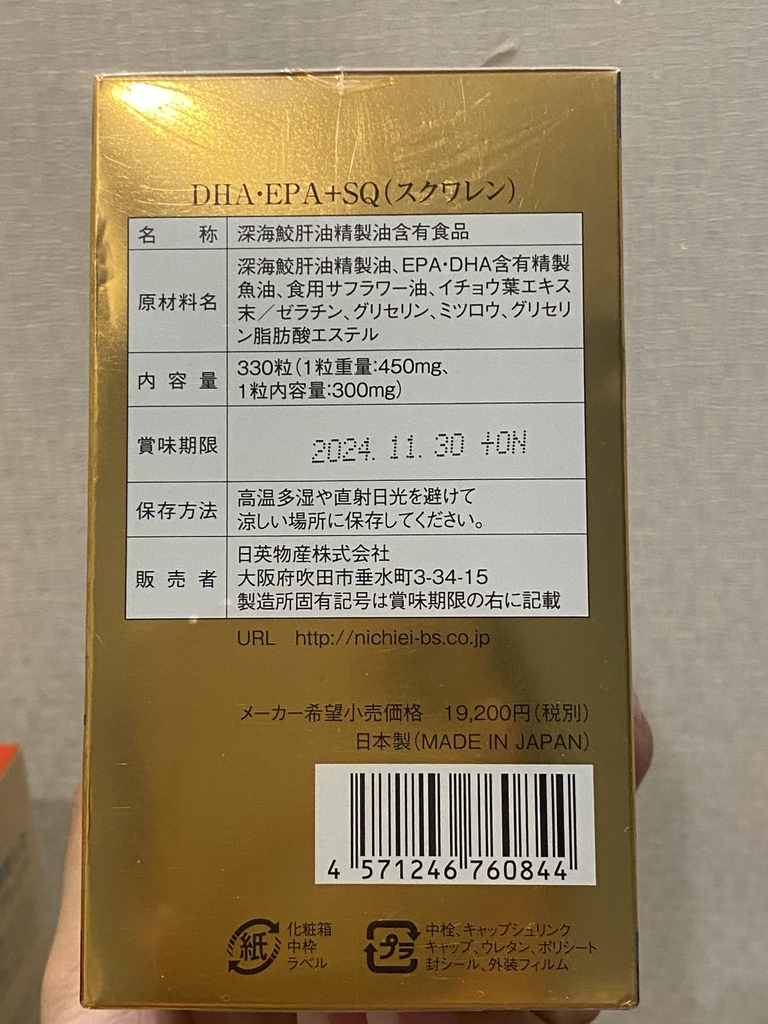 DHA・EPA+SQ(スクワレン)
名称 深海鮫肝油精製油含有食品
原材料名 深海鮫肝油精製油、EPA・DHA含有精製
魚油、食用サフラワー油、イチョウ葉エキス
末／ゼラチン、グリセリン、ミツロウ、グリセリ
ン脂肪酸エステル
内容量 330粒(1粒重量:450mg、
1粒内容量:300mg)
賞味期限 2024.11.30 +ON
保存方法 高温多湿や直射日光を避けて
涼しい場所に保存してください。
販売者 日英物産株式会社
大阪府吹田市垂水町3-34-15
製造所固有記号は賞味期限の右に記載
URL http://nichiei-bs.co.jp
メーカー希望小売価格 19,200円(税別)
日本製(MADE IN JAPAN)
4 571246 760844
紙 化粧箱
中枠
ラベル
プラ 中栓、キャップシュリンク
キャップ、ウレタン、ポリシート
封シール、外装フィルム